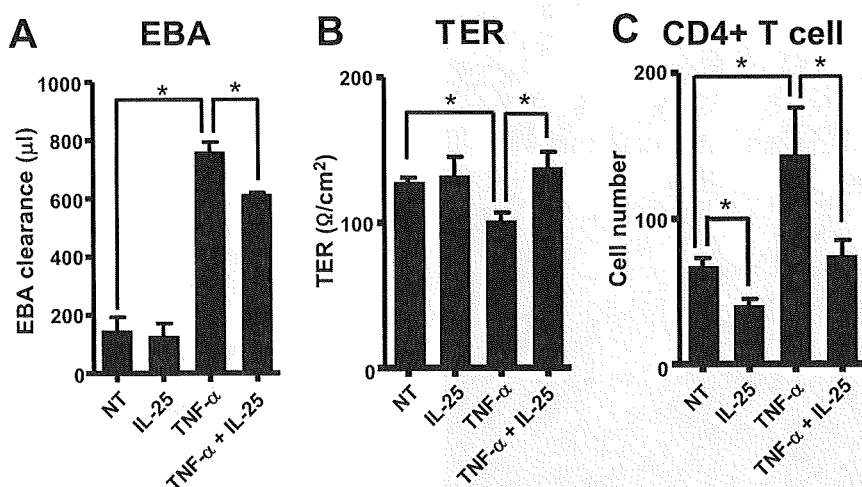 A EBA
EBA clearance (μl)
1000
800
600
400
200
0
*
*
NT
IL-25
TNF-α
TNF-α + IL-25
B TER
TER (Ω/cm²)
200
100
0
*
*
NT
IL-25
TNF-α
TNF-α + IL-25
C CD4+ T cell
Cell number
200
100
0
*
*
*
NT
IL-25
TNF-α
TNF-α + IL-25